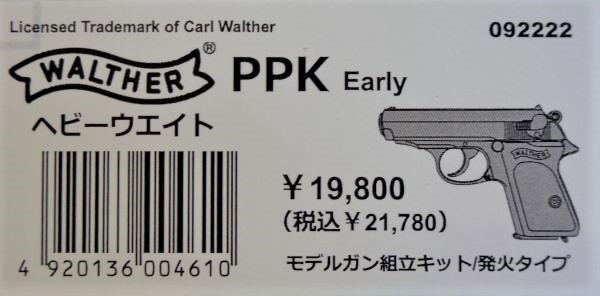 Licensed Trademark of Carl Walther
092222
WALTHER® PPK Early
ヘビーウエイト
WALTHER
￥19,800
(税込￥21,780)
4 920136 004610
モデルガン組立キット/発火タイプ